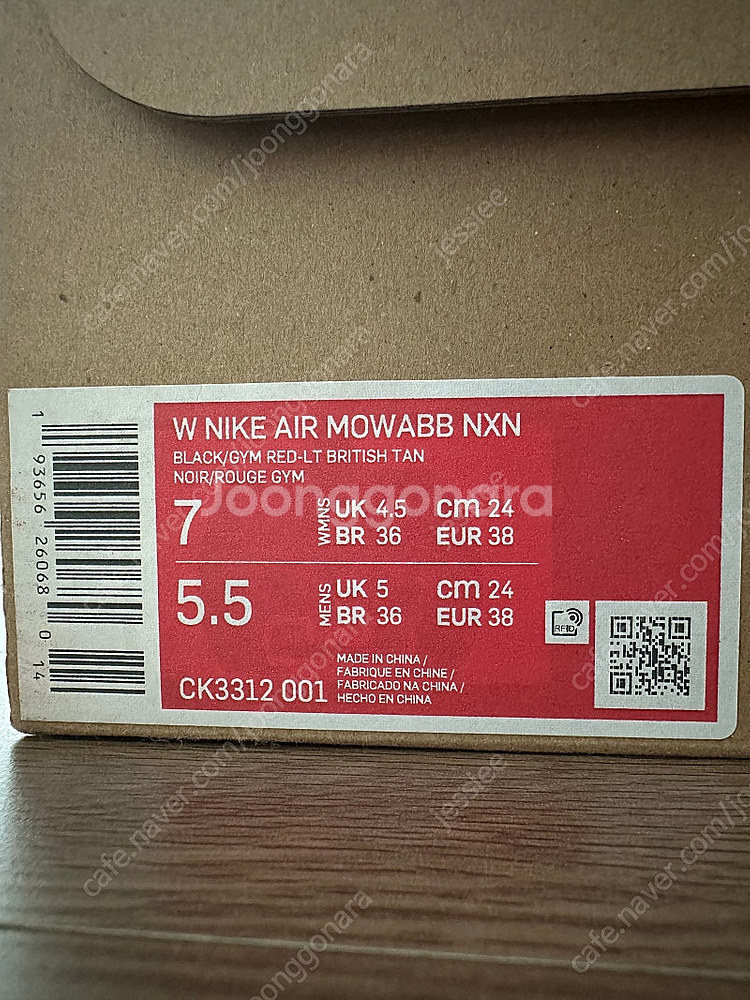 W NIKE AIR MOWABB NXN
BLACK/GYM RED-LT BRITISH TAN
NOIR/ROUGE GYM
7 WMNS UK 4.5 cm 24
BR 36 EUR 38
5.5 MENS UK 5 cm 24
BR 36 EUR 38
RFID
CK3312 001
MADE IN CHINA /
FABRIQUE EN CHINE /
FABRICADO NA CHINA /
HECHO EN CHINA
1 93656 26068 0 14
Joonggonara
cafe.naver.com/joonggonara
jessiee